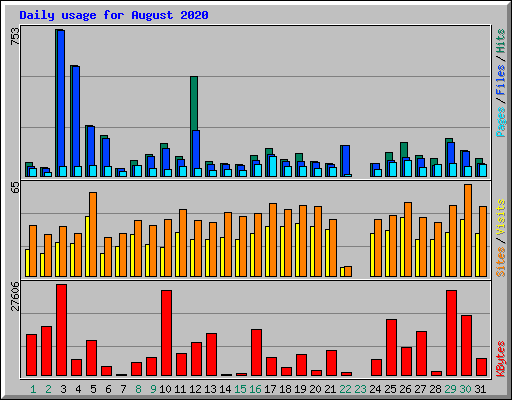 Daily usage for August 2020
753
Pages / Files / Hits
65
Sites / Visits
27606
KBytes
1 2 3 4 5 6 7 8 9 10 11 12 13 14 15 16 17 18 19 20 21 22 23 24 25 26 27 28 29 30 31